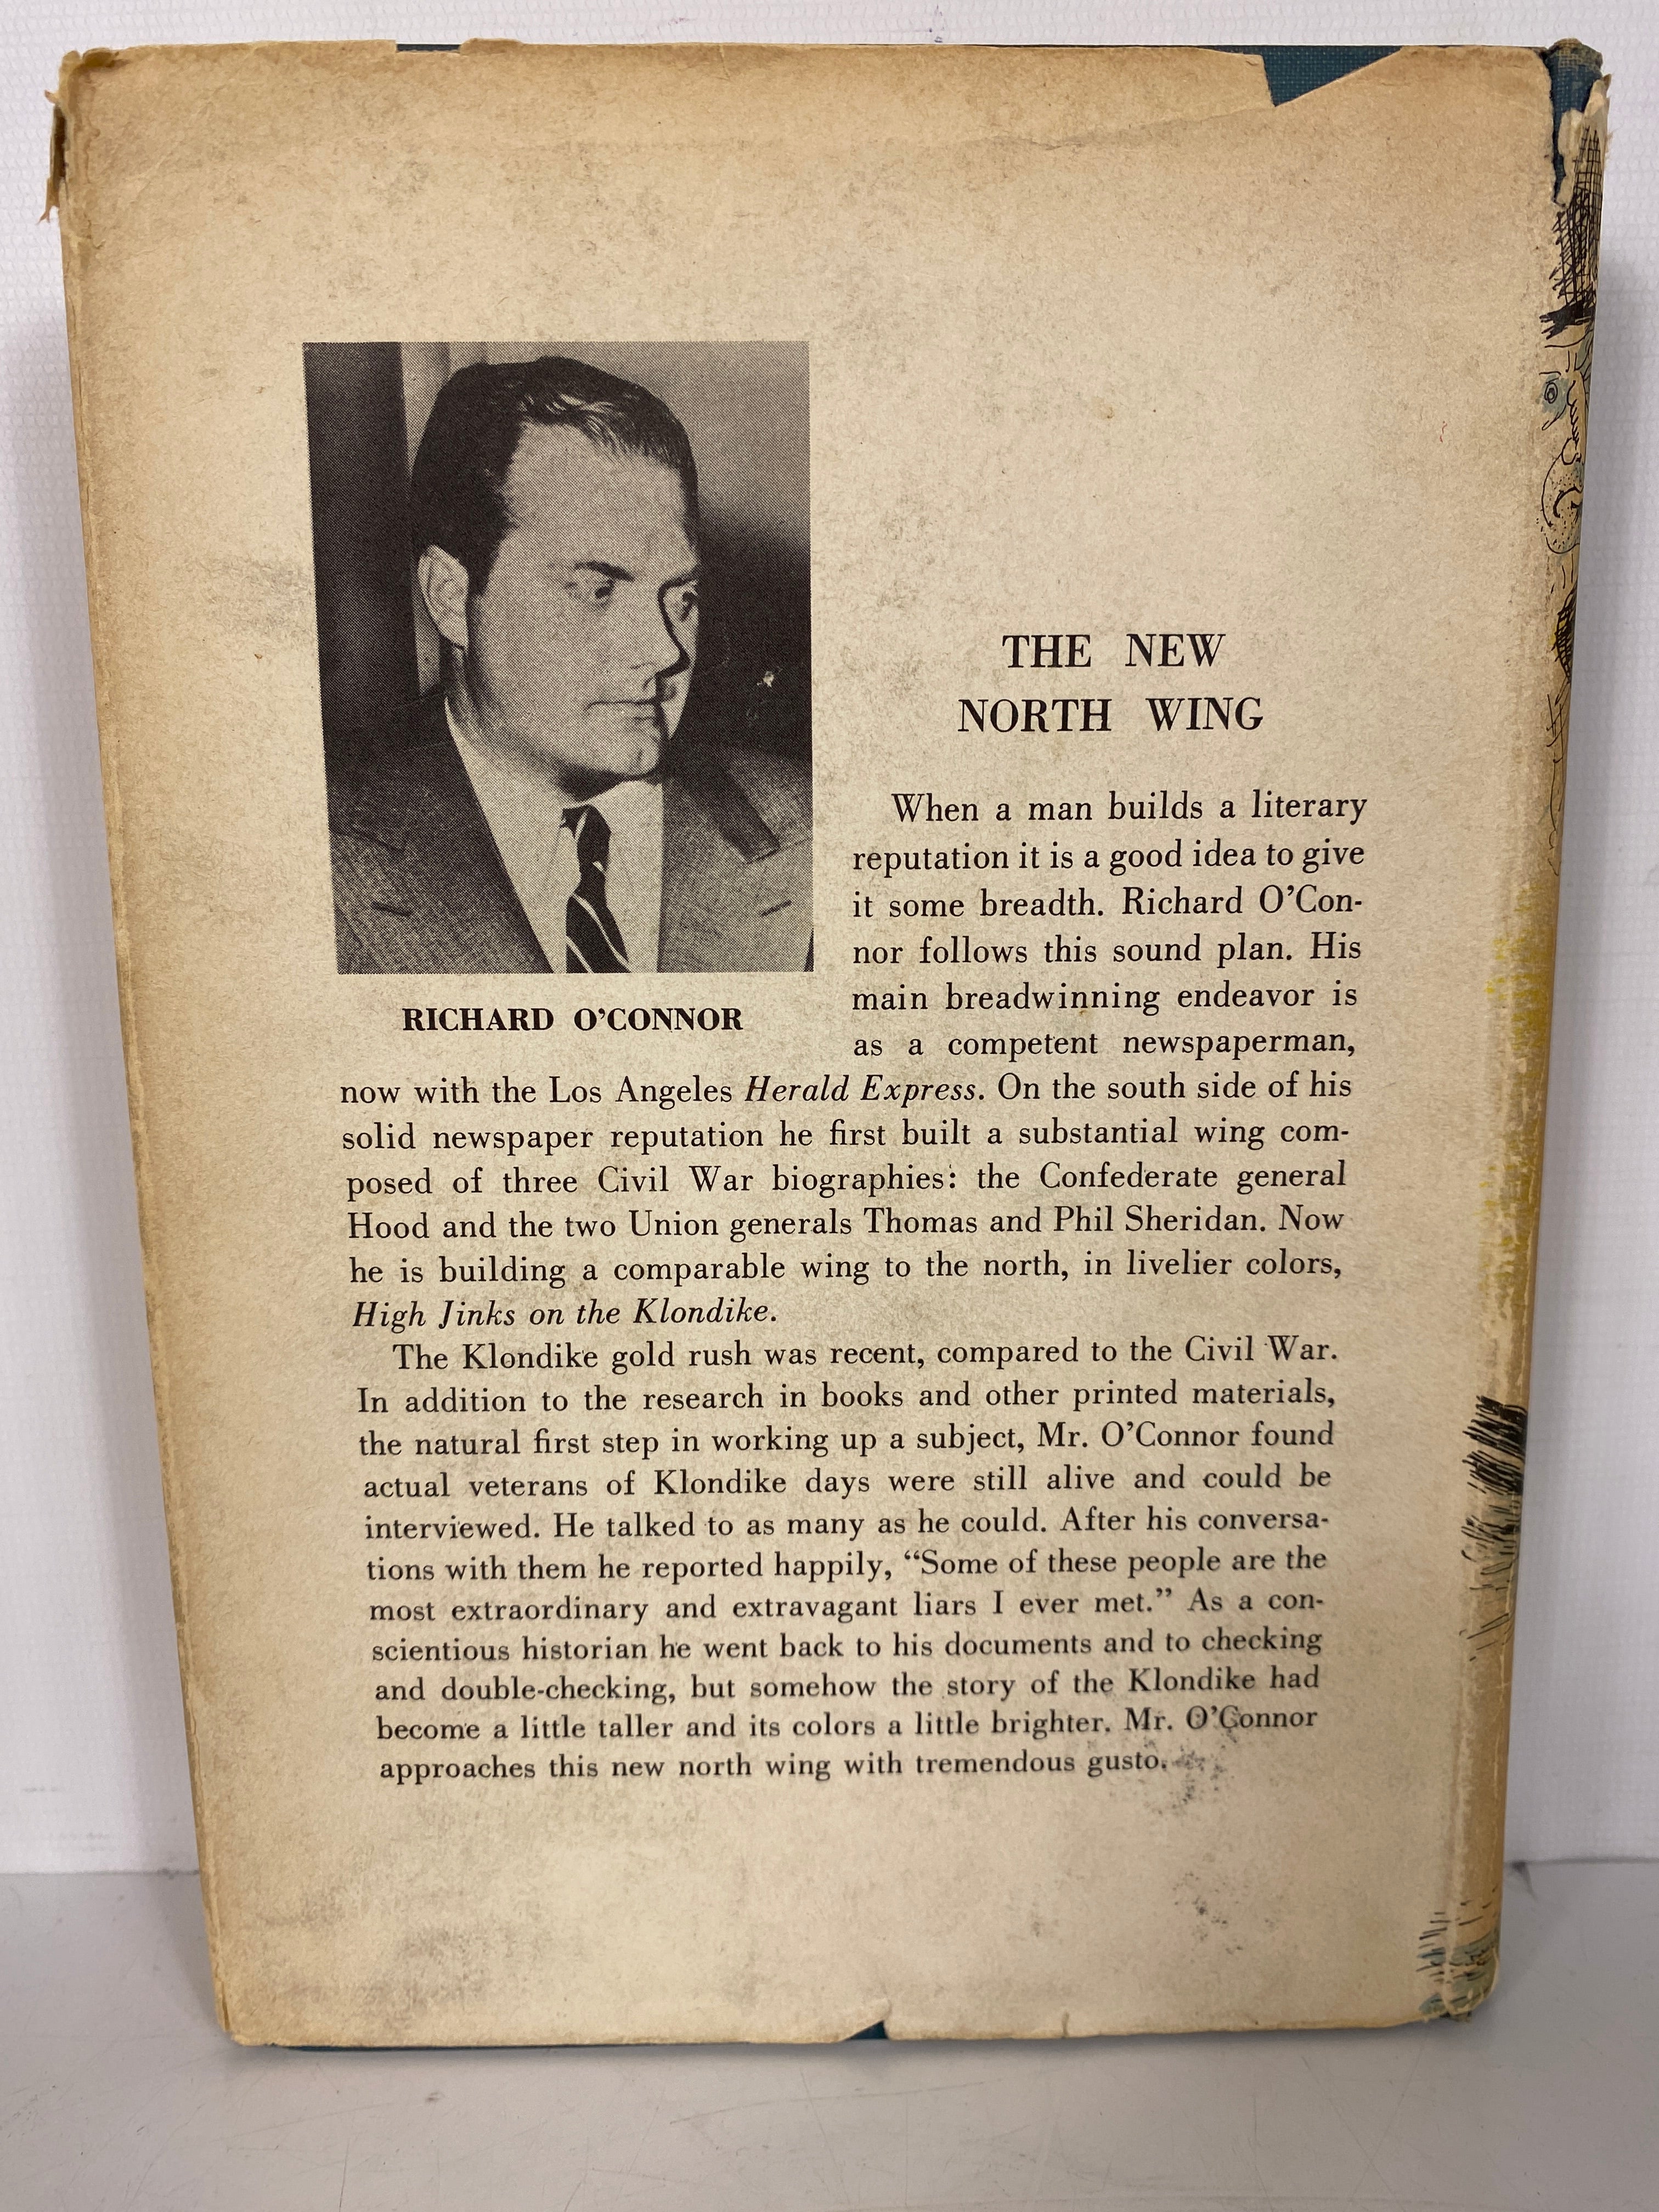 THE NEW
NORTH WING
When a man builds a literary
reputation it is a good idea to give
it some breadth. Richard O'Con-
nor follows this sound plan. His
main breadwinning endeavor is
as a competent newspaperman,
RICHARD O'CONNOR
now with the Los Angeles Herald Express. On the south side of his
solid newspaper reputation he first built a substantial wing com-
posed of three Civil War biographies: the Confederate general
Hood and the two Union generals Thomas and Phil Sheridan. Now
he is building a comparable wing to the north, in livelier colors,
High Jinks on the Klondike.
The Klondike gold rush was recent, compared to the Civil War.
In addition to the research in books and other printed materials,
the natural first step in working up a subject, Mr. O'Connor found
actual veterans of Klondike days were still alive and could be
interviewed. He talked to as many as he could. After his conversa-
tions with them he reported happily, “Some of these people are the
most extraordinary and extravagant liars I ever met.” As a con-
scientious historian he went back to his documents and to checking
and double-checking, but somehow the story of the Klondike had
become a little taller and its colors a little brighter. Mr. O'Connor
approaches this new north wing with tremendous gusto.